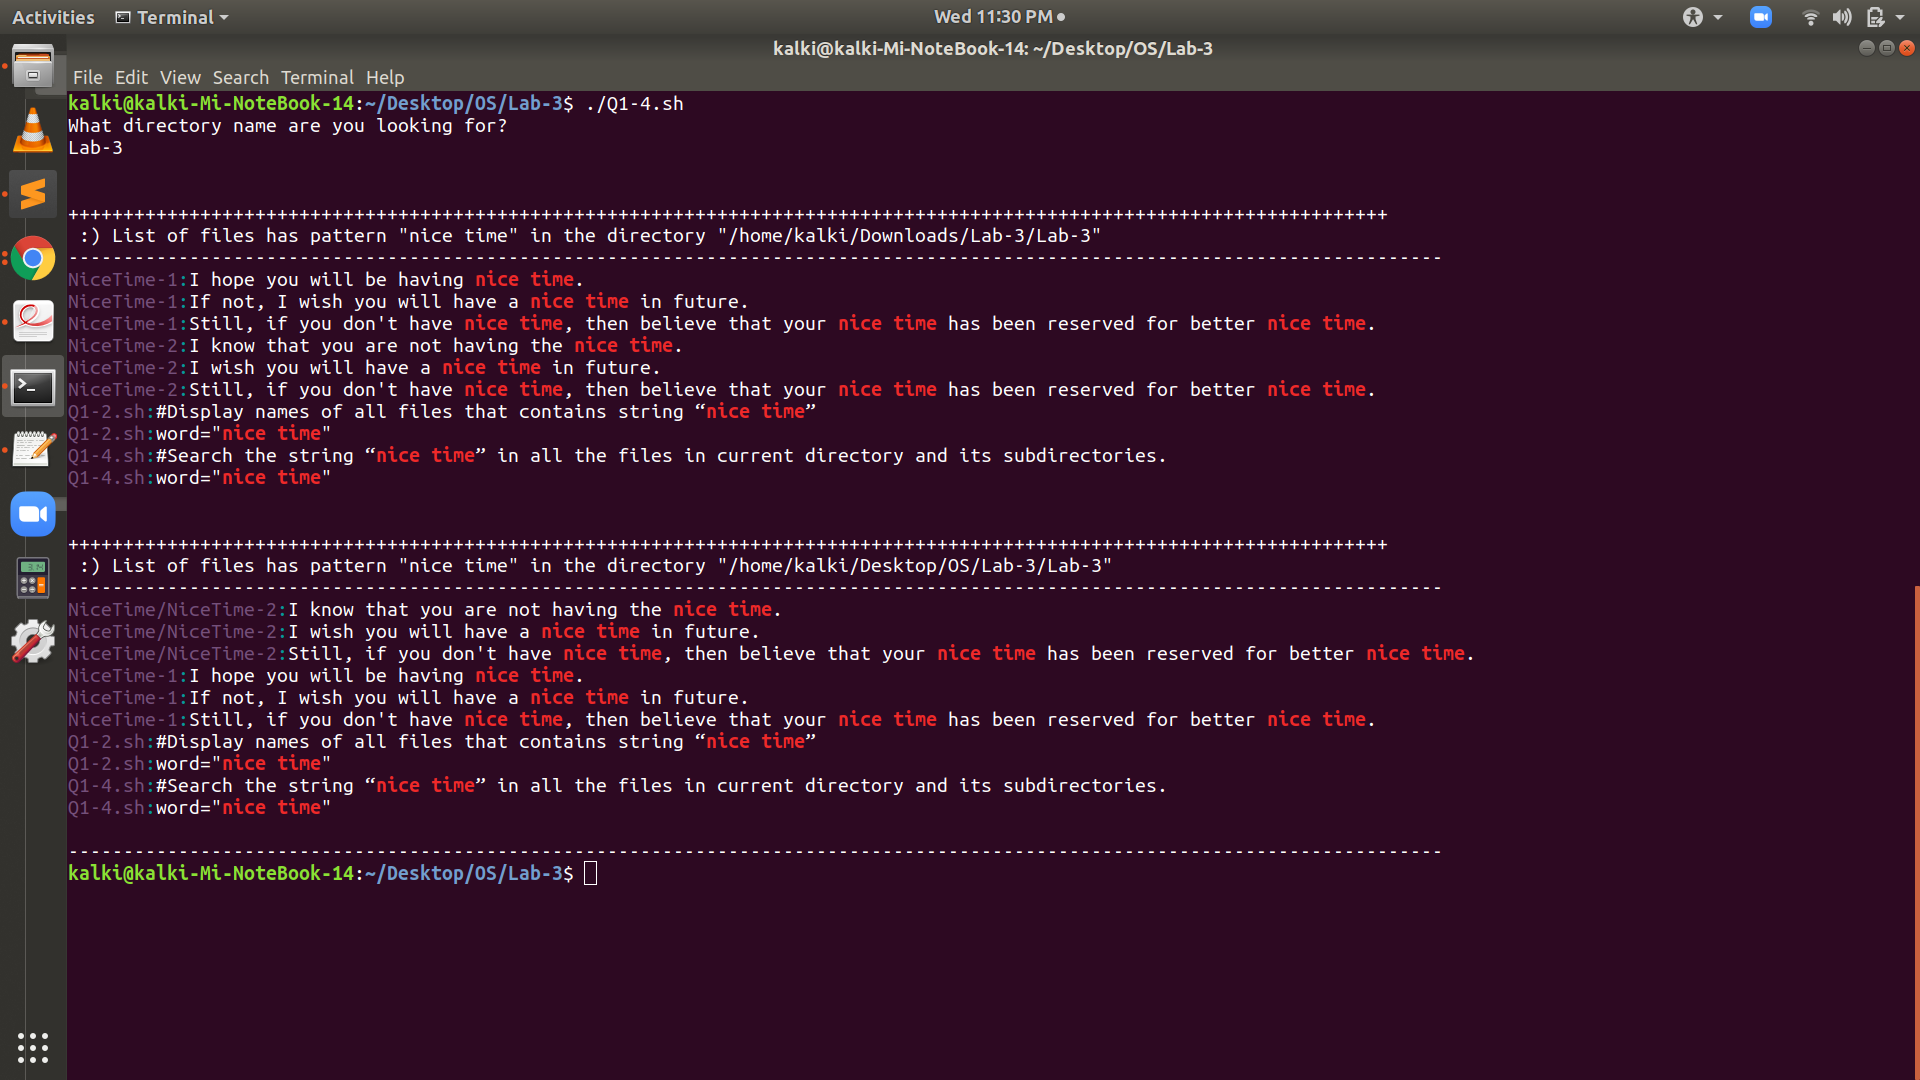 Activities Terminal Wed 11:30 PM
kalki@kalki-Mi-NoteBook-14: ~/Desktop/OS/Lab-3
File Edit View Search Terminal Help
kalki@kalki-Mi-NoteBook-14:~/Desktop/OS/Lab-3$ ./Q1-4.sh
What directory name are you looking for?
Lab-3
++++++++++++++++++++++++++++++++++++++++++++++++++++++++++++++++++++++++++++++++++++++++++++++++++++++++++++++++++++++++
:) List of files has pattern "nice time" in the directory "/home/kalki/Downloads/Lab-3/Lab-3"
-----------------------------------------------------------------------------------------------------------------------------
NiceTime-1:I hope you will be having nice time.
NiceTime-1:If not, I wish you will have a nice time in future.
NiceTime-1:Still, if you don't have nice time, then believe that your nice time has been reserved for better nice time.
NiceTime-2:I know that you are not having the nice time.
NiceTime-2:I wish you will have a nice time in future.
NiceTime-2:Still, if you don't have nice time, then believe that your nice time has been reserved for better nice time.
Q1-2.sh:#Display names of all files that contains string “nice time”
Q1-2.sh:word="nice time"
Q1-4.sh:#Search the string “nice time” in all the files in current directory and its subdirectories.
Q1-4.sh:word="nice time"
++++++++++++++++++++++++++++++++++++++++++++++++++++++++++++++++++++++++++++++++++++++++++++++++++++++++++++++++++++++++
:) List of files has pattern "nice time" in the directory "/home/kalki/Desktop/OS/Lab-3/Lab-3"
-----------------------------------------------------------------------------------------------------------------------------
NiceTime/NiceTime-2:I know that you are not having the nice time.
NiceTime/NiceTime-2:I wish you will have a nice time in future.
NiceTime/NiceTime-2:Still, if you don't have nice time, then believe that your nice time has been reserved for better nice time.
NiceTime-1:I hope you will be having nice time.
NiceTime-1:If not, I wish you will have a nice time in future.
NiceTime-1:Still, if you don't have nice time, then believe that your nice time has been reserved for better nice time.
Q1-2.sh:#Display names of all files that contains string “nice time”
Q1-2.sh:word="nice time"
Q1-4.sh:#Search the string “nice time” in all the files in current directory and its subdirectories.
Q1-4.sh:word="nice time"
-----------------------------------------------------------------------------------------------------------------------------
kalki@kalki-Mi-NoteBook-14:~/Desktop/OS/Lab-3$